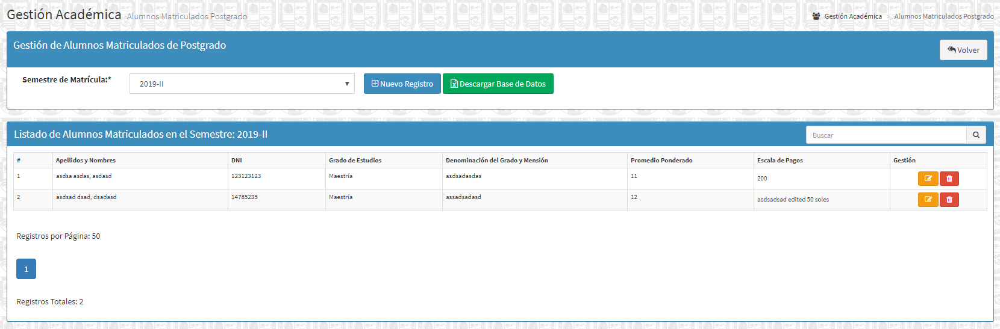 Gestión Académica Alumnos Matriculados Postgrado
Gestión Académica > Alumnos Matriculados Postgrado
Gestión de Alumnos Matriculados de Postgrado
Volver
Semestre de Matrícula:*
2019-II
Nuevo Registro
Descargar Base de Datos
Listado de Alumnos Matriculados en el Semestre: 2019-II
Buscar
# Apellidos y Nombres DNI Grado de Estudios Denominación del Grado y Mensión Promedio Ponderado Escala de Pagos Gestión
1 asdsa asdas, asdasd 123123123 Maestría asdsadasdas 11 200
2 asdsad dsad, dsadasd 14785235 Maestría assadsadasd 12 asdsadsad edited 50 soles
Registros por Página: 50
1
Registros Totales: 2